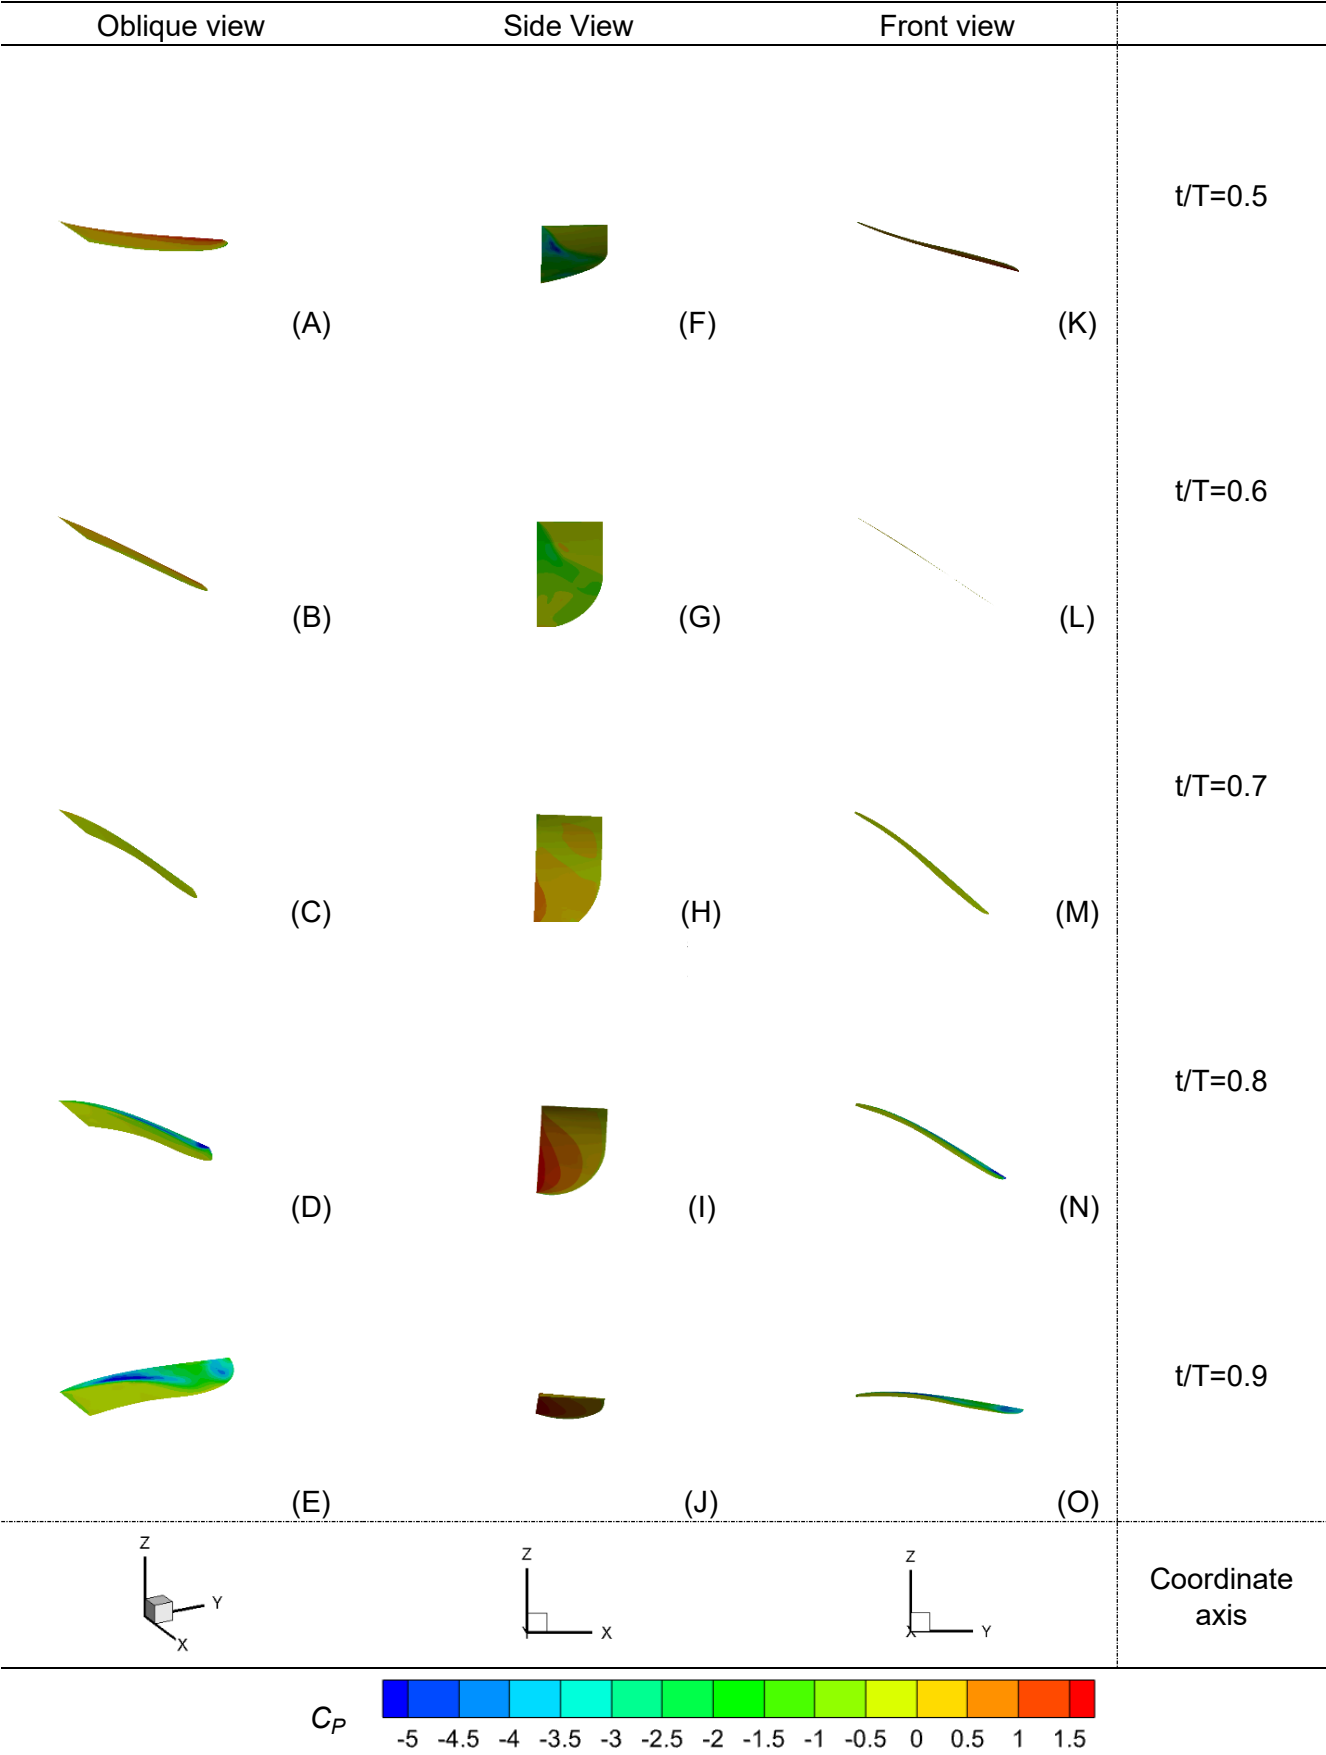 Oblique view Side View Front view
t/T=0.5
(A) (F) (K)
t/T=0.6
(B) (G) (L)
t/T=0.7
(C) (H) (M)
t/T=0.8
(D) (I) (N)
t/T=0.9
(E) (J) (O)
Z Z Z
Y X
Y X
X Y
Coordinate
axis
C_P
-5 -4.5 -4 -3.5 -3 -2.5 -2 -1.5 -1 -0.5 0 0.5 1 1.5